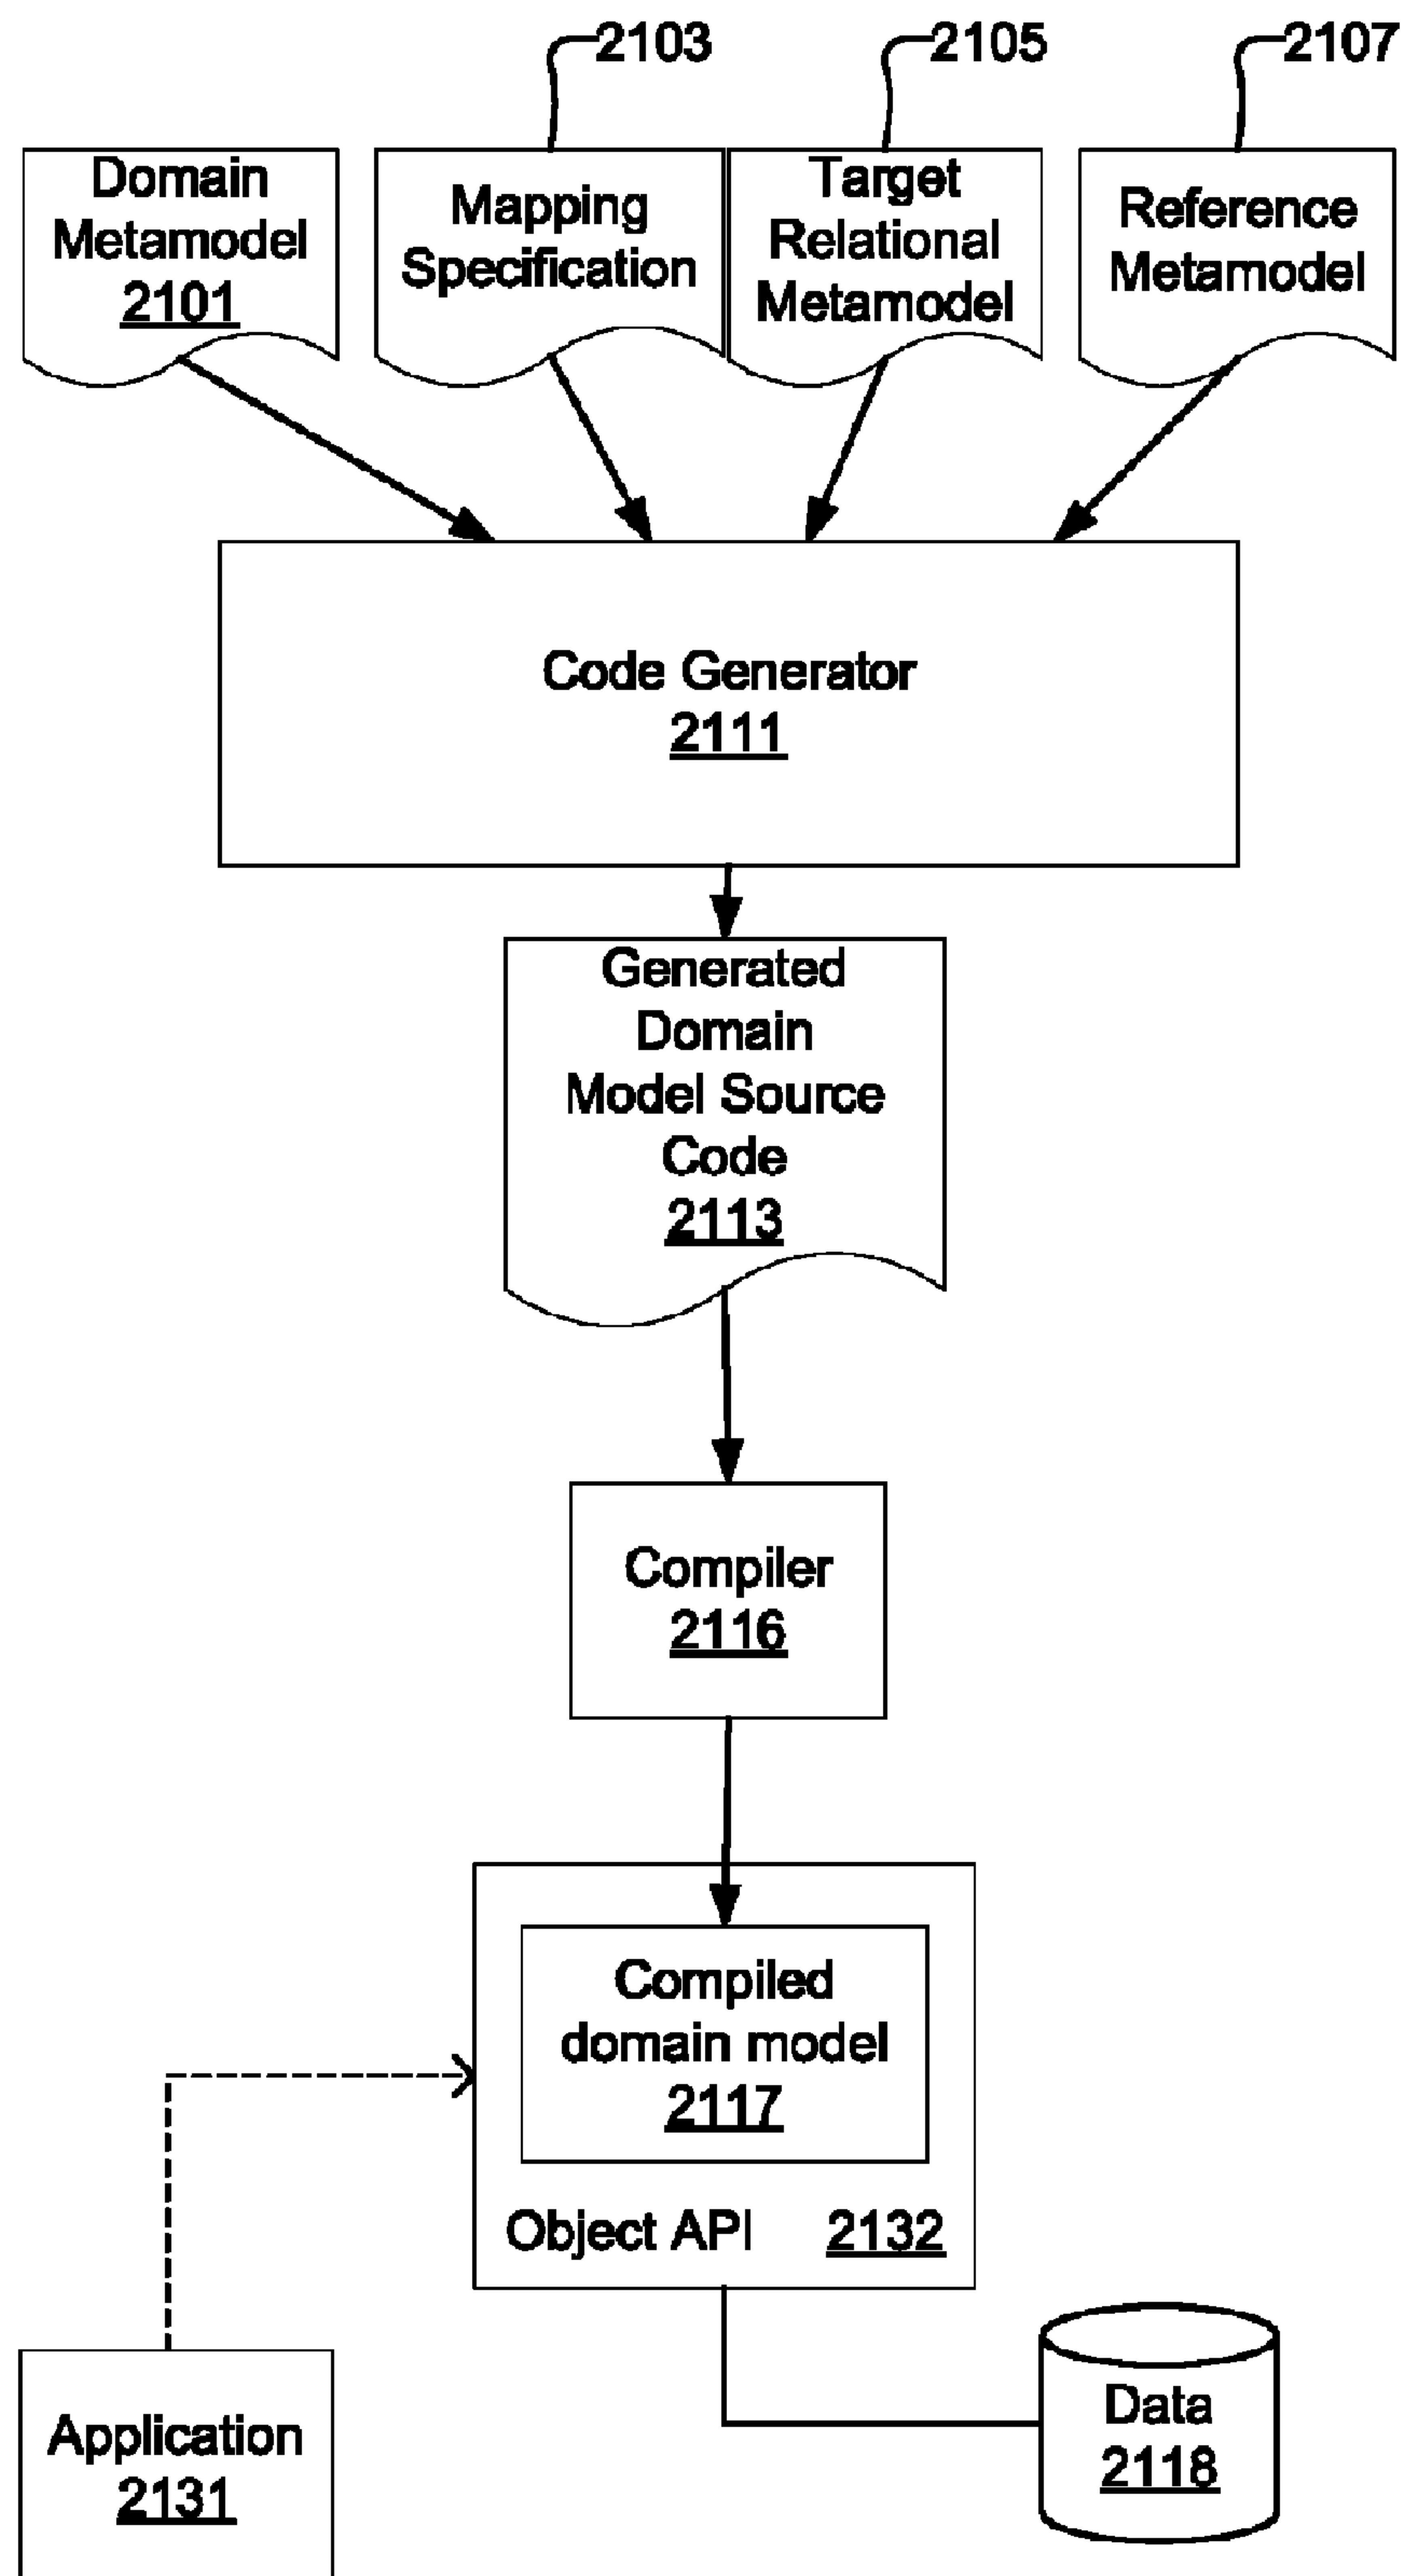 2103
2105
2107
Domain
Metamodel
2101
Mapping
Specification
Target
Relational
Metamodel
Reference
Metamodel
Code Generator
2111
Generated
Domain
Model Source
Code
2113
Compiler
2116
Compiled
domain model
2117
Object API 2132
Application
2131
Data
2118